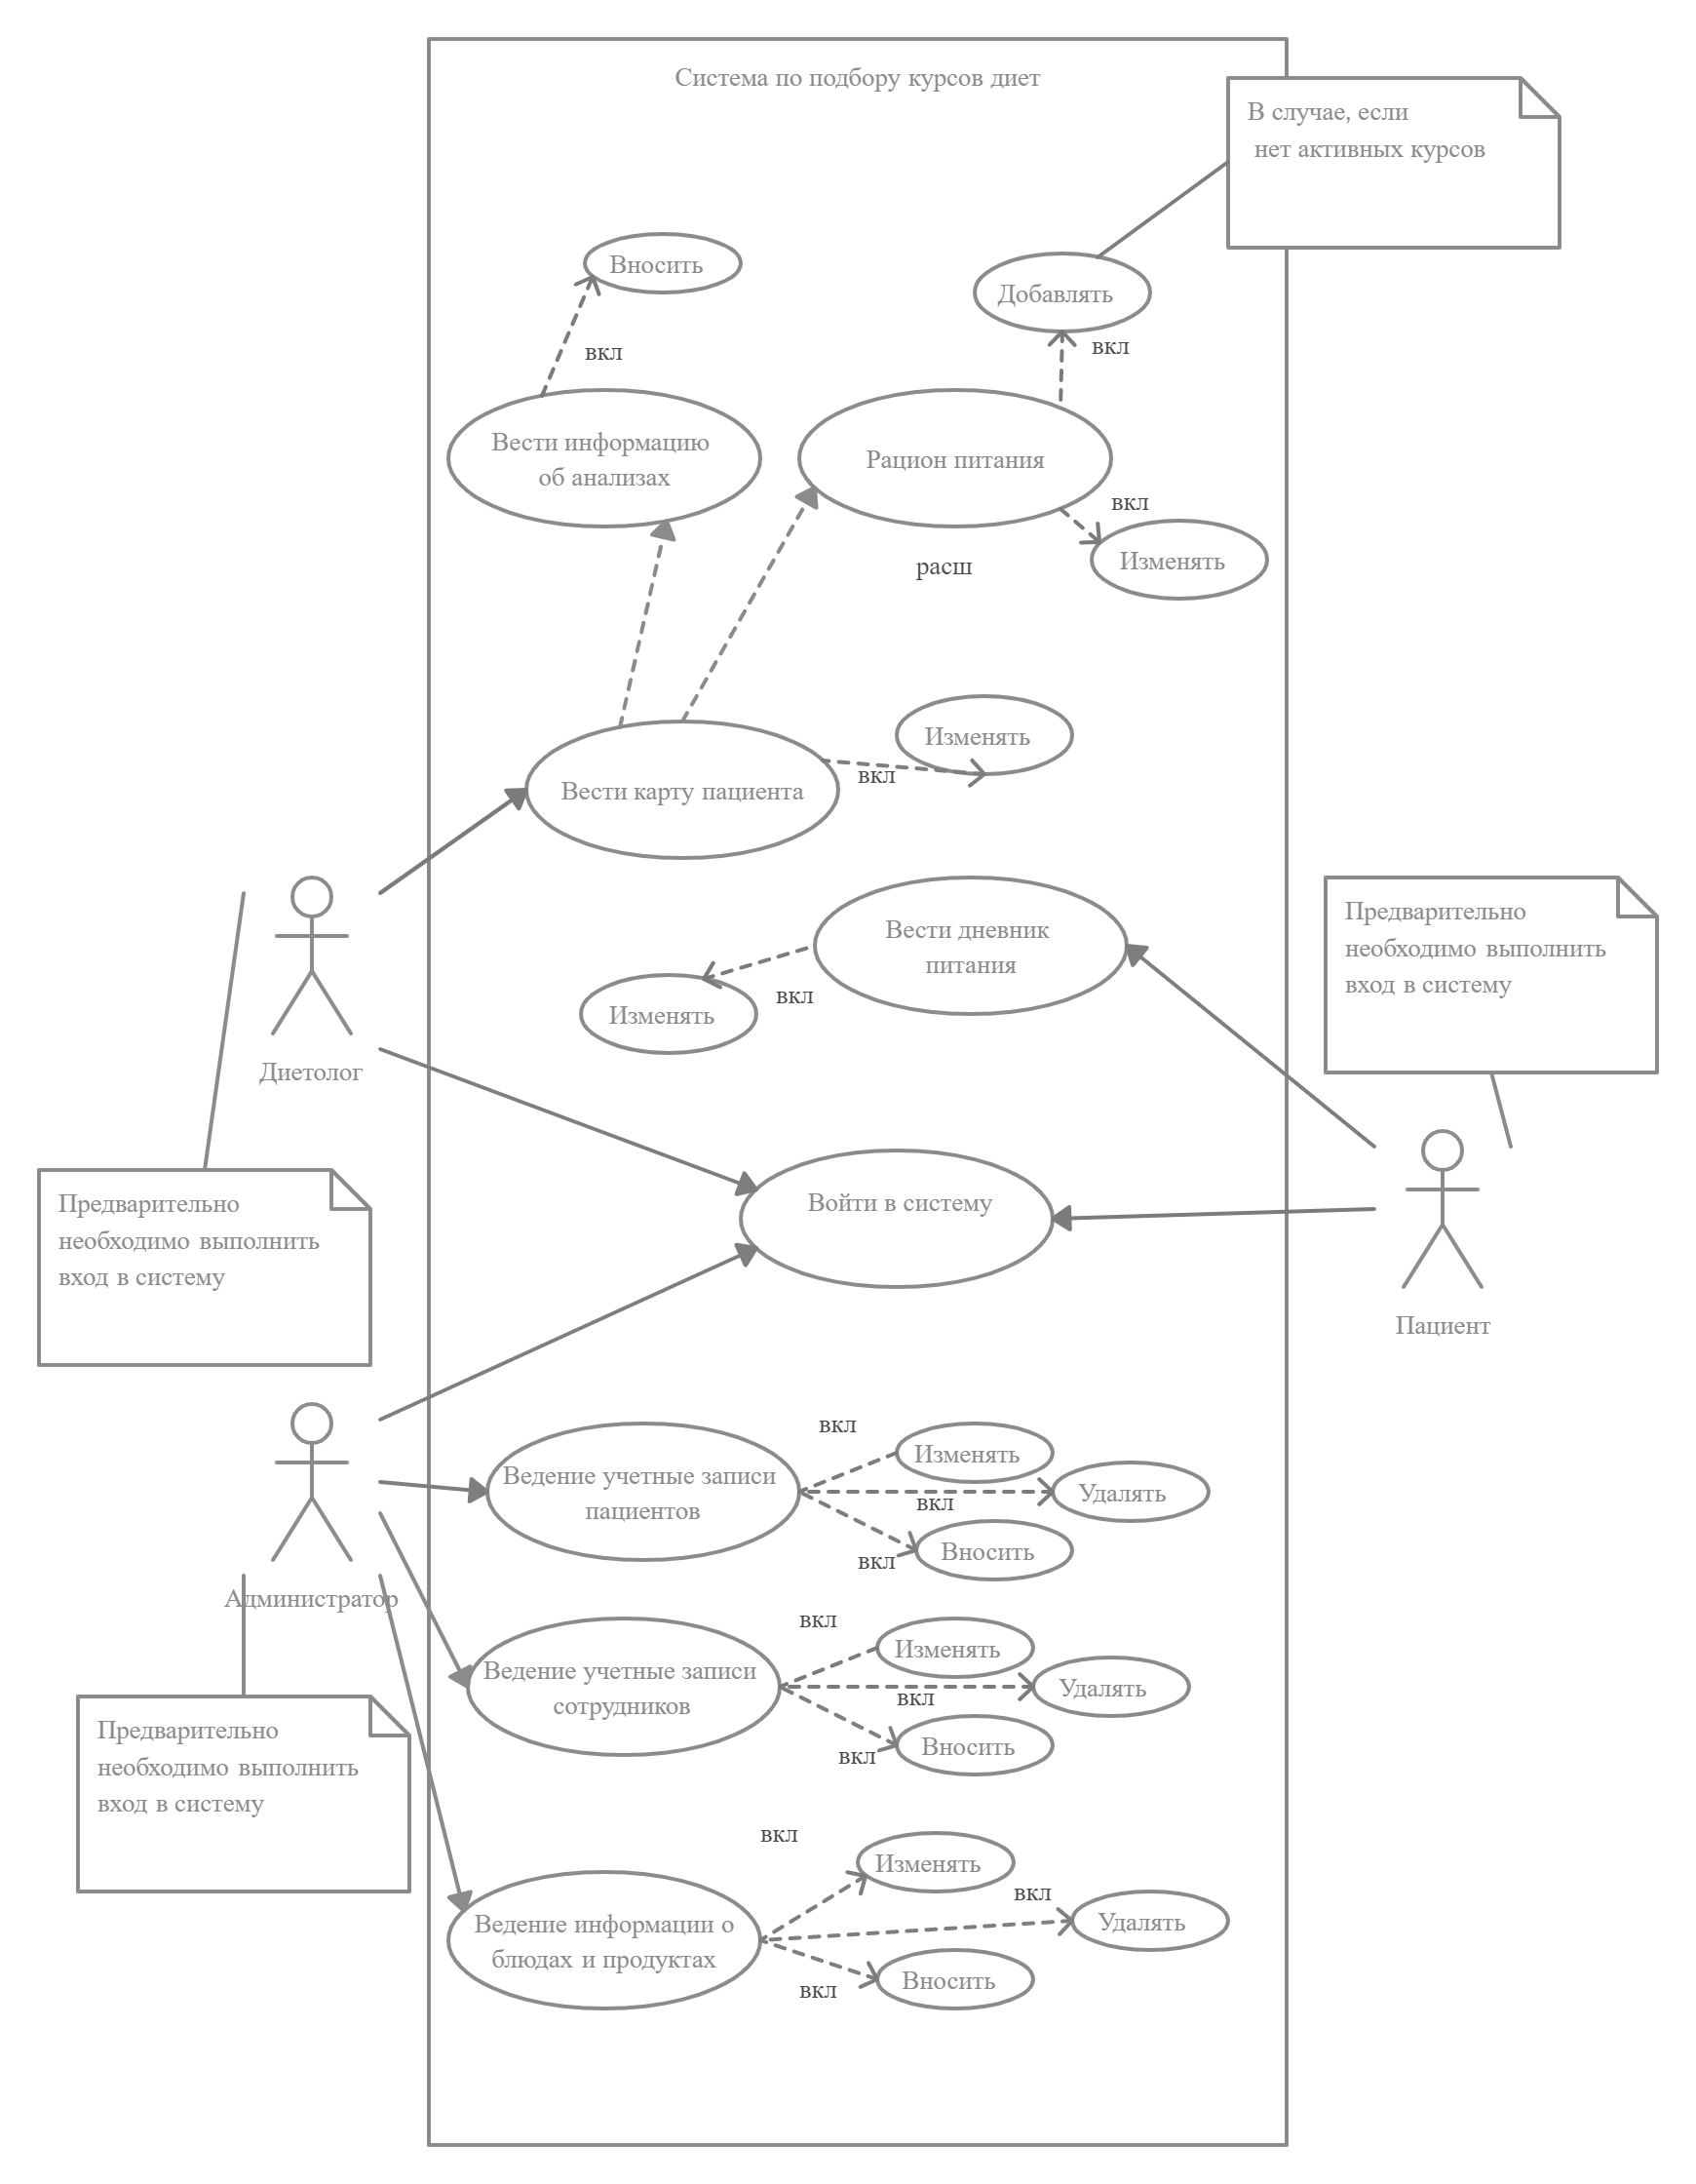 Система по подбору курсов диет
В случае, если
нет активных курсов
Вносить
Добавлять
вкл
вкл
Вести информацию
об анализах
Рацион питания
вкл
Изменять
расш
Изменять
вкл
Вести карту пациента
Вести дневник
питания
вкл
Изменять
Предварительно
необходимо выполнить
вход в систему
Диетолог
Войти в систему
Предварительно
необходимо выполнить
вход в систему
Пациент
вкл
Изменять
Ведение учетные записи
пациентов
вкл
Удалять
вкл
Вносить
Администратор
вкл
Изменять
Ведение учетные записи
сотрудников
вкл
Удалять
вкл
Вносить
Предварительно
необходимо выполнить
вход в систему
вкл
Изменять
вкл
Удалять
Ведение информации о
блюдах и продуктах
вкл
Вносить